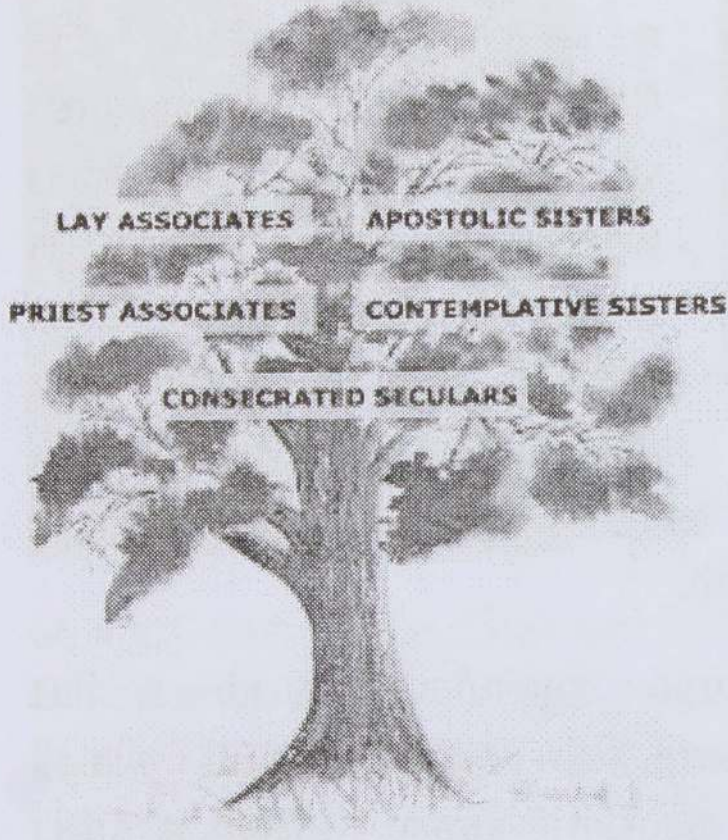 LAY ASSOCIATES APOSTOLIC SISTERS
PRIEST ASSOCIATES CONTEMPLATIVE SISTERS
CONSECRATED SECULARS